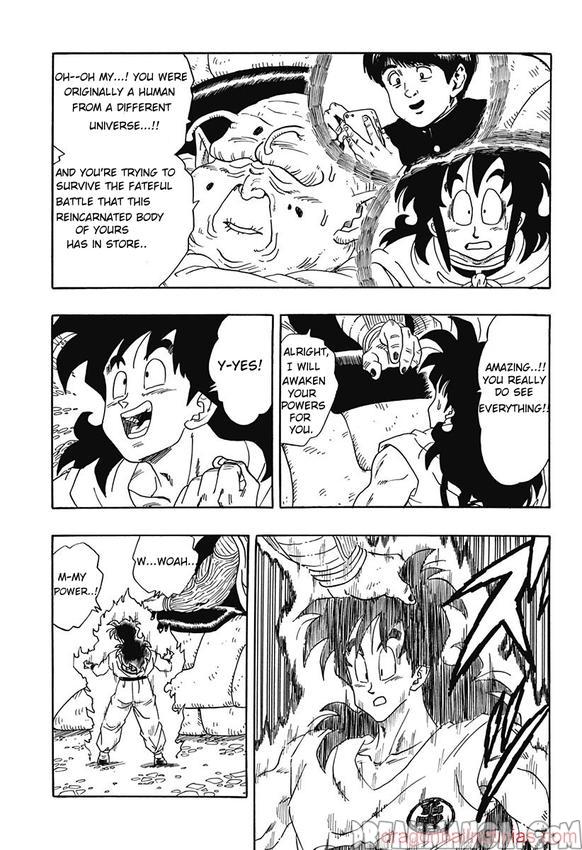 OH--OH MY...! YOU WERE
ORIGINALLY A HUMAN
FROM A DIFFERENT
UNIVERSE...!!
AND YOU'RE TRYING TO
SURVIVE THE FATEFUL
BATTLE THAT THIS
REINCARNATED BODY
OF YOURS
HAS IN STORE..
AMAZING..!!
YOU REALLY
DO SEE
EVERYTHING!!
ALRIGHT,
I WILL
AWAKEN
YOUR
POWERS
FOR
YOU.
Y-YES!
W...WOAH...
M-MY
POWER..!